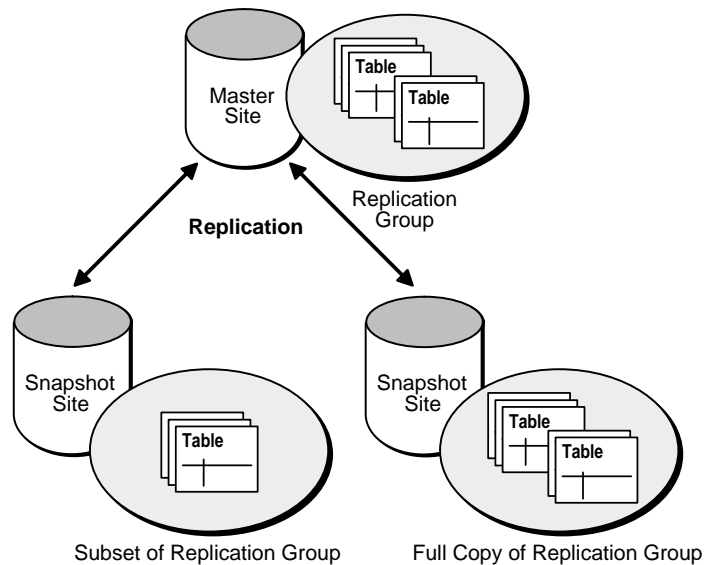 Table
Table
Master
Site
Replication
Group
Replication
Snapshot
Site
Table
Snapshot
Site
Table
Table
Subset of Replication Group
Full Copy of Replication Group